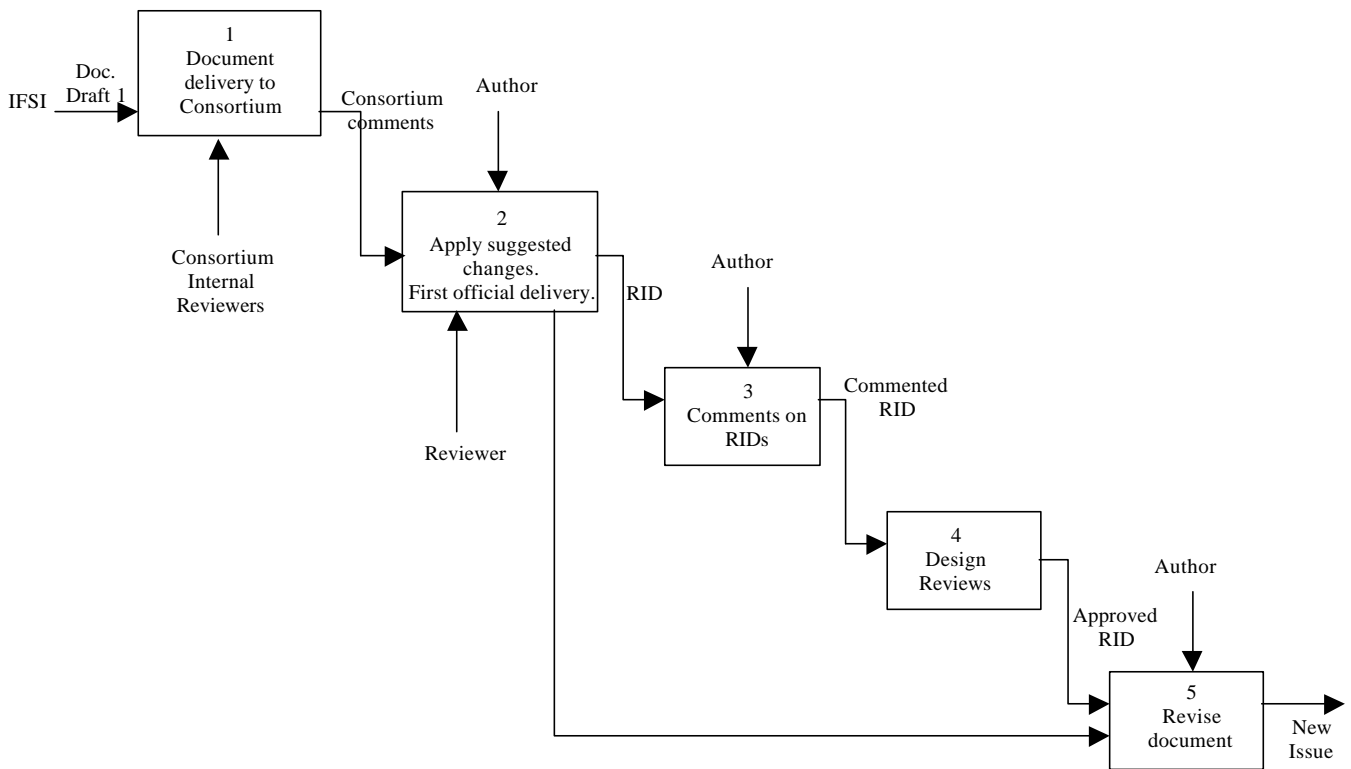 1
Document
delivery to
Consortium
Doc.
Draft 1
IFSI
Consortium
comments
Author
Consortium
Internal
Reviewers
2
Apply suggested
changes.
First official delivery.
RID
Author
Reviewer
3
Comments on
RIDs
Commented
RID
4
Design
Reviews
Author
Approved
RID
5
Revise
document
New
Issue